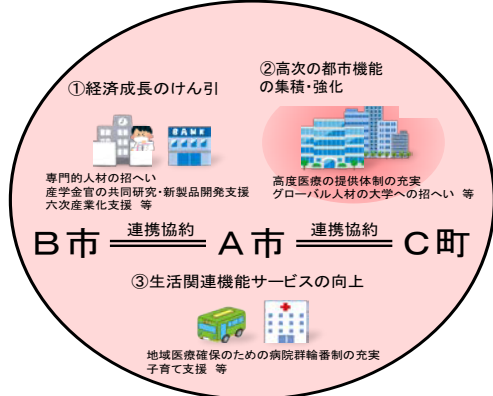 ①経済成長のけん引
②高次の都市機能
の集積・強化
BANK
専門的人材の招へい
産学金官の共同研究・新製品開発支援
六次産業化支援 等
高度医療の提供体制の充実
グローバル人材の大学への招へい 等
B市 連携協約 A市 連携協約 C町
③生活関連機能サービスの向上
地域医療確保のための病院群輪番制の充実
子育て支援 等